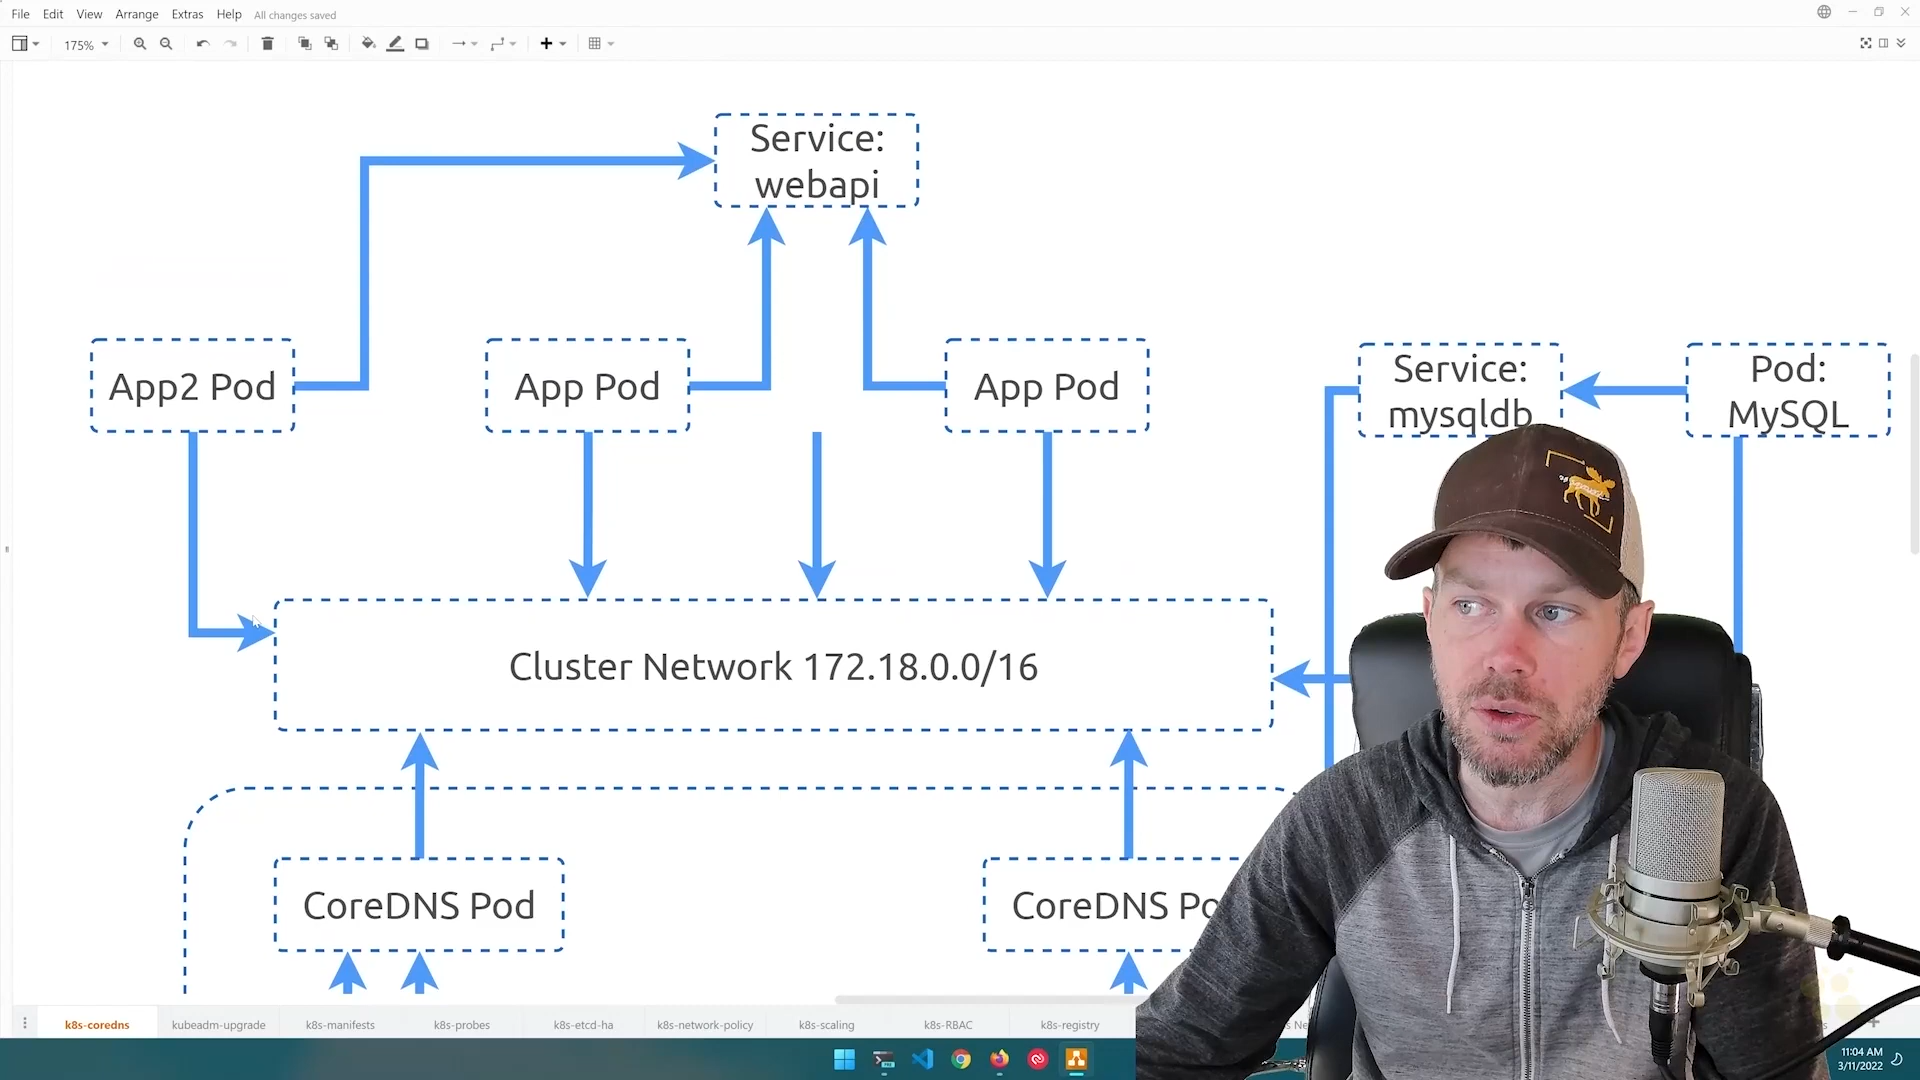 File Edit View Arrange Extras Help All changes saved
175%
Service:
webapi
App2 Pod
App Pod
App Pod
Service:
mysqldb
Pod:
MySQL
Cluster Network 172.18.0.0/16
CoreDNS Pod
CoreDNS Po
k8s-coredns kubeadm-upgrade k8s-manifests k8s-probes k8s-etcd-ha k8s-network-policy k8s-scaling k8s-RBAC k8s-registry
11:04 AM
3/11/2022